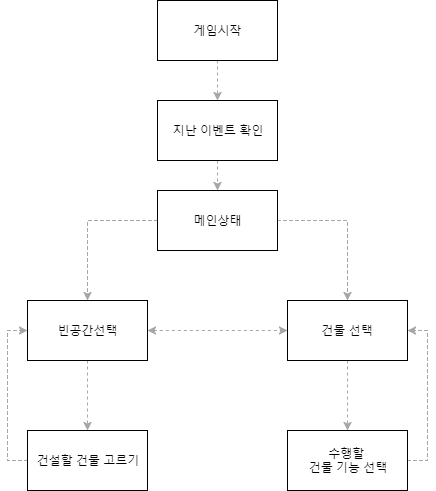 게임시작
지난 이벤트 확인
메인상태
빈공간선택
건물 선택
건설할 건물 고르기
수행할
건물 기능 선택